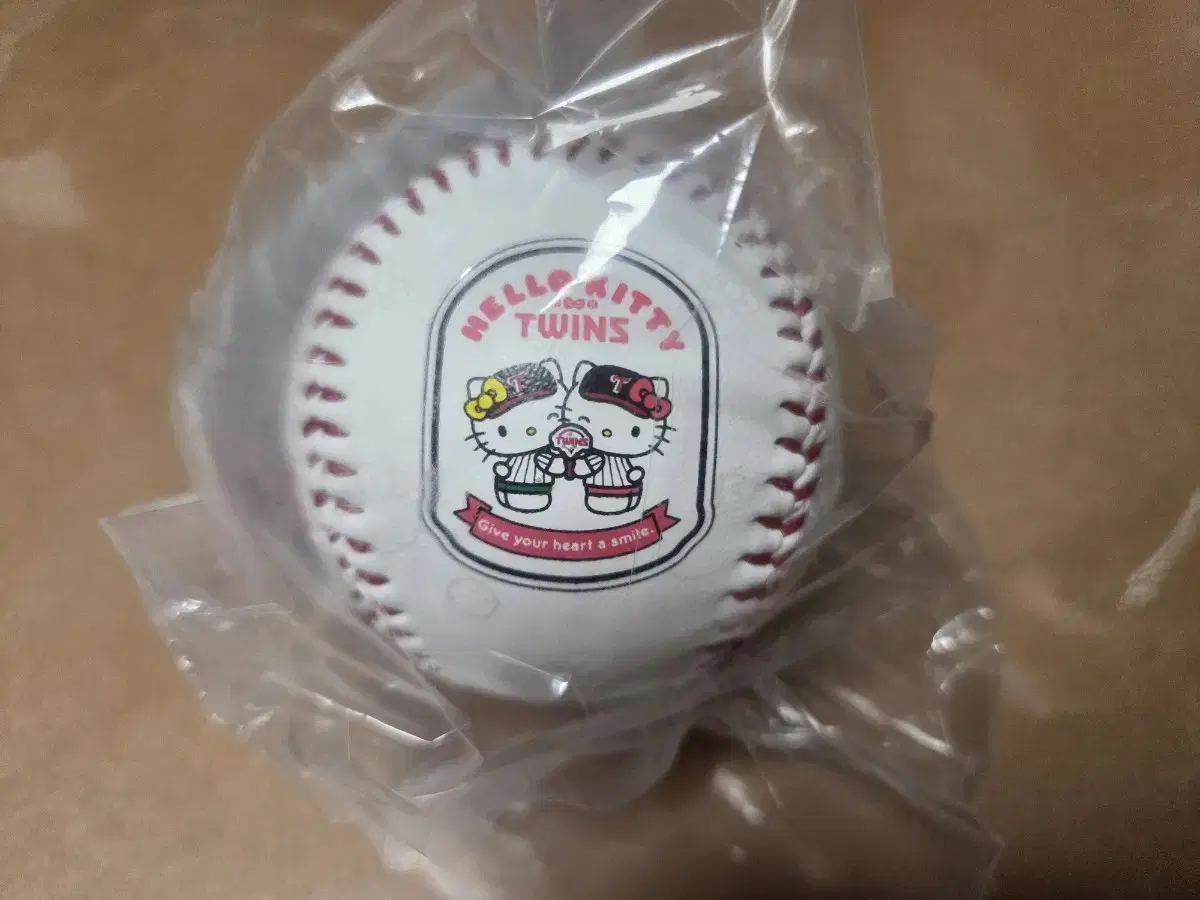 HELLO KITTY
TWINS
T
T
TWINS
Give your heart a smile.